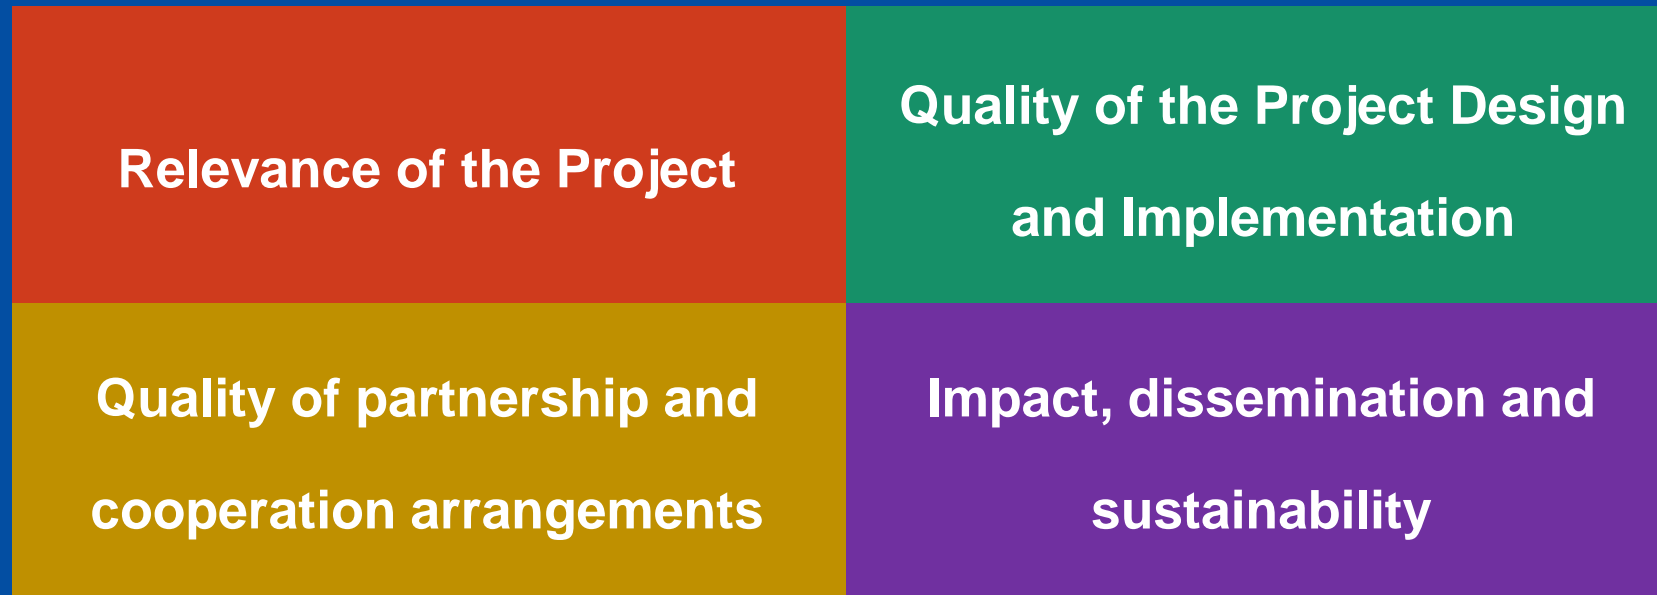 Relevance of the Project
Quality of the Project Design
and Implementation
Quality of partnership and
cooperation arrangements
Impact, dissemination and
sustainability